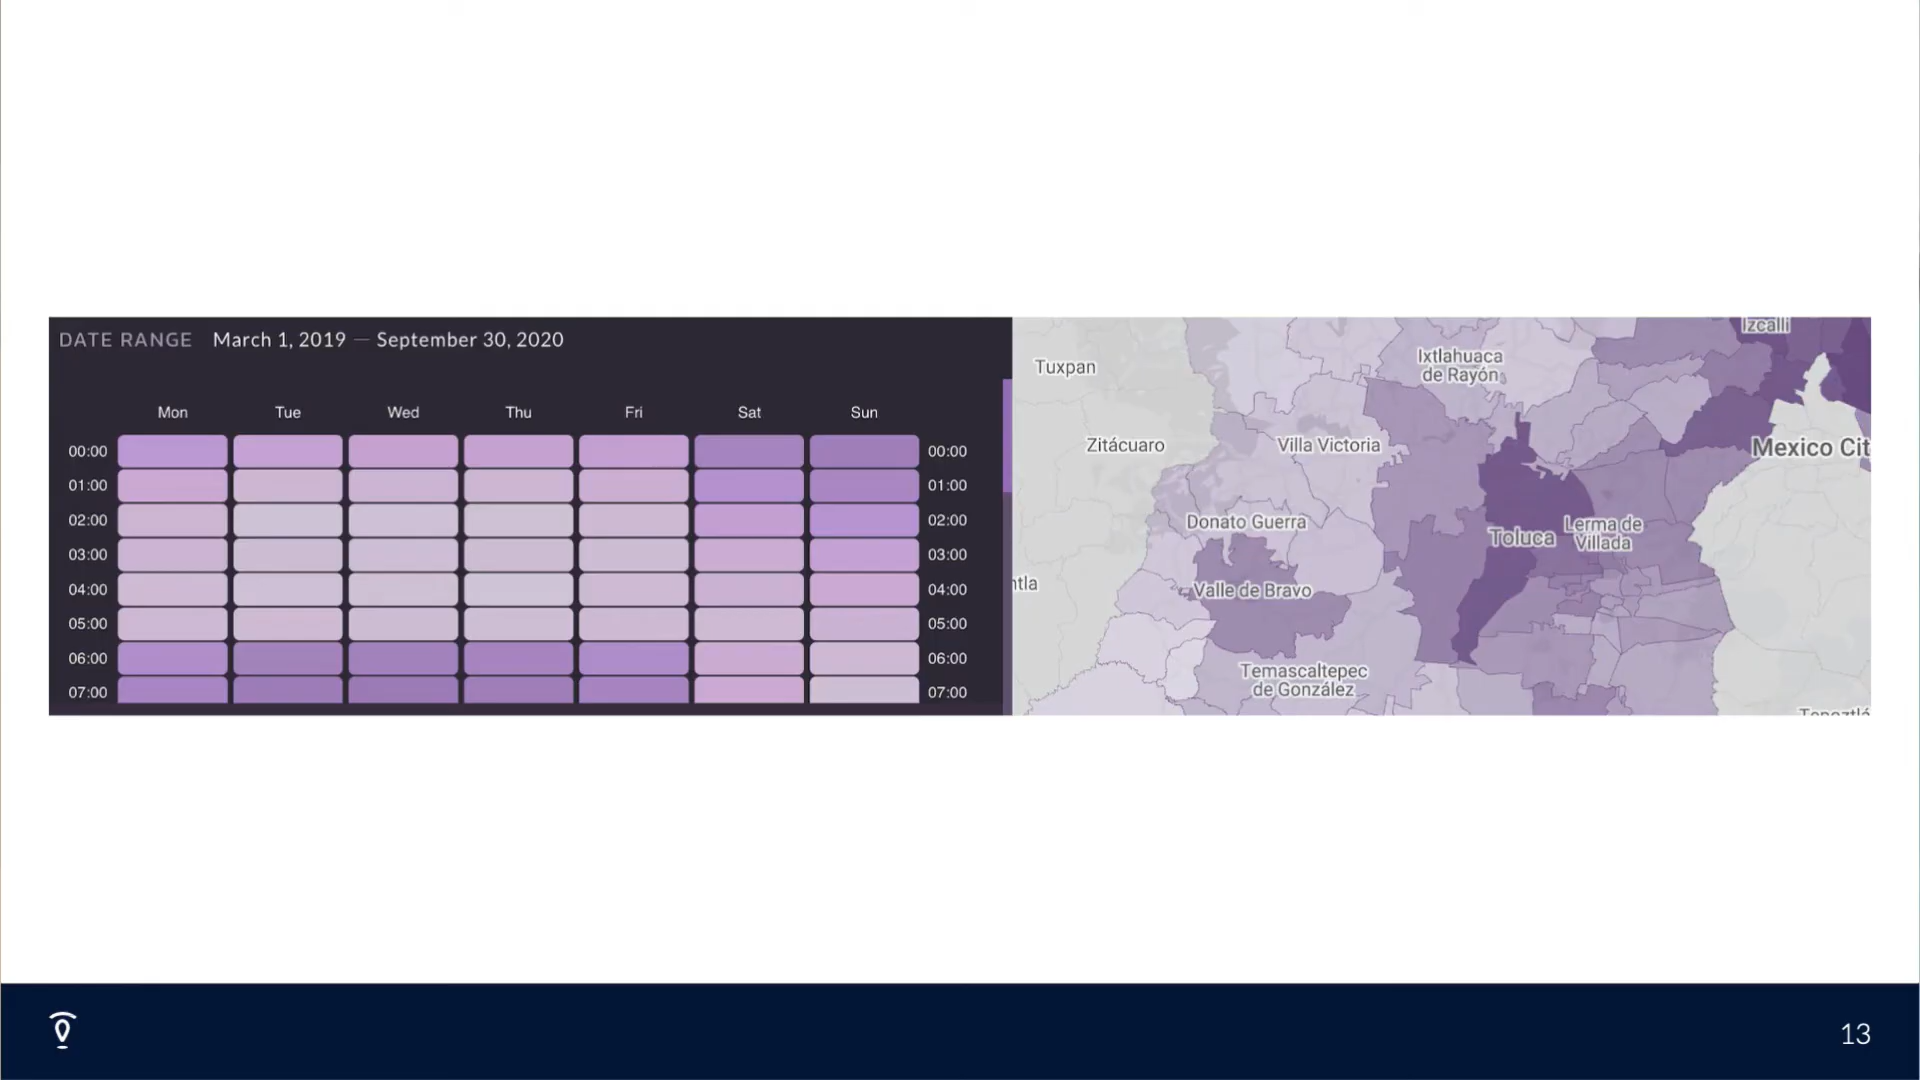 DATE RANGE March 1, 2019 — September 30, 2020
Mon Tue Wed Thu Fri Sat Sun
00:00 00:00
01:00 01:00
02:00 02:00
03:00 03:00
04:00 04:00
05:00 05:00
06:00 06:00
07:00 07:00
Izcalli
Tuxpan
Ixtlahuaca
de Rayón
Zitácuaro
Villa Victoria
Mexico Cit
Donato Guerra
Toluca
Lerma de
Villada
ntla
Valle de Bravo
Temascaltepec
de González
13